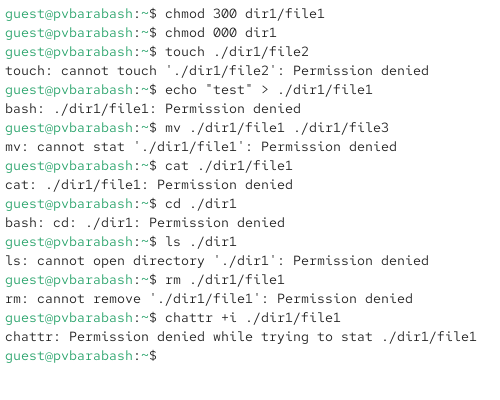 guest@pvbarabash:~$ chmod 300 dir1/file1
guest@pvbarabash:~$ chmod 000 dir1
guest@pvbarabash:~$ touch ./dir1/file2
touch: cannot touch './dir1/file2': Permission denied
guest@pvbarabash:~$ echo "test" > ./dir1/file1
bash: ./dir1/file1: Permission denied
guest@pvbarabash:~$ mv ./dir1/file1 ./dir1/file3
mv: cannot stat './dir1/file1': Permission denied
guest@pvbarabash:~$ cat ./dir1/file1
cat: ./dir1/file1: Permission denied
guest@pvbarabash:~$ cd ./dir1
bash: cd: ./dir1: Permission denied
guest@pvbarabash:~$ ls ./dir1
ls: cannot open directory './dir1': Permission denied
guest@pvbarabash:~$ rm ./dir1/file1
rm: cannot remove './dir1/file1': Permission denied
guest@pvbarabash:~$ chattr +i ./dir1/file1
chattr: Permission denied while trying to stat ./dir1/file1
guest@pvbarabash:~$